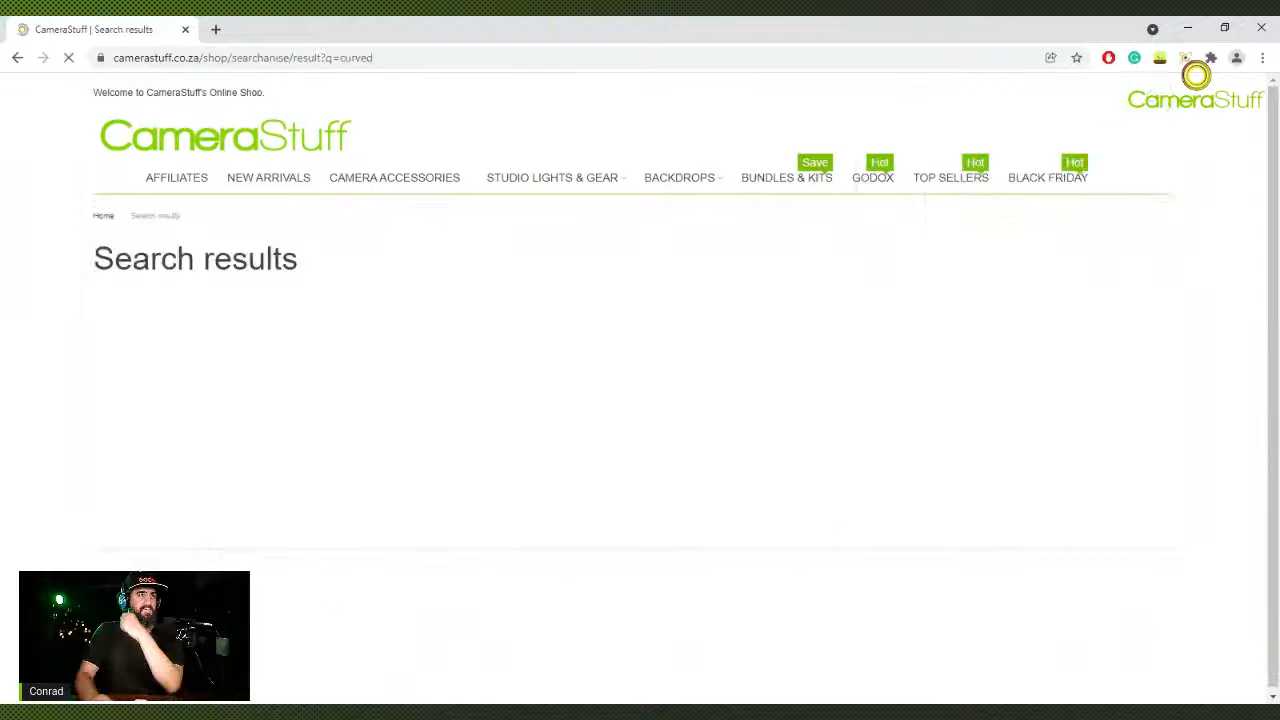 CameraStuff | Search results
camerastuff.co.za/shop/searchanise/result?q=curved
CameraStuff
Welcome to CameraStuff's Online Shop.
CameraStuff
Save
Hot
Hot
Hot
AFFILIATES NEW ARRIVALS CAMERA ACCESSORIES STUDIO LIGHTS & GEAR BACKDROPS BUNDLES & KITS GODOX TOP SELLERS BLACK FRIDAY
Home Search results
Search results
Conrad